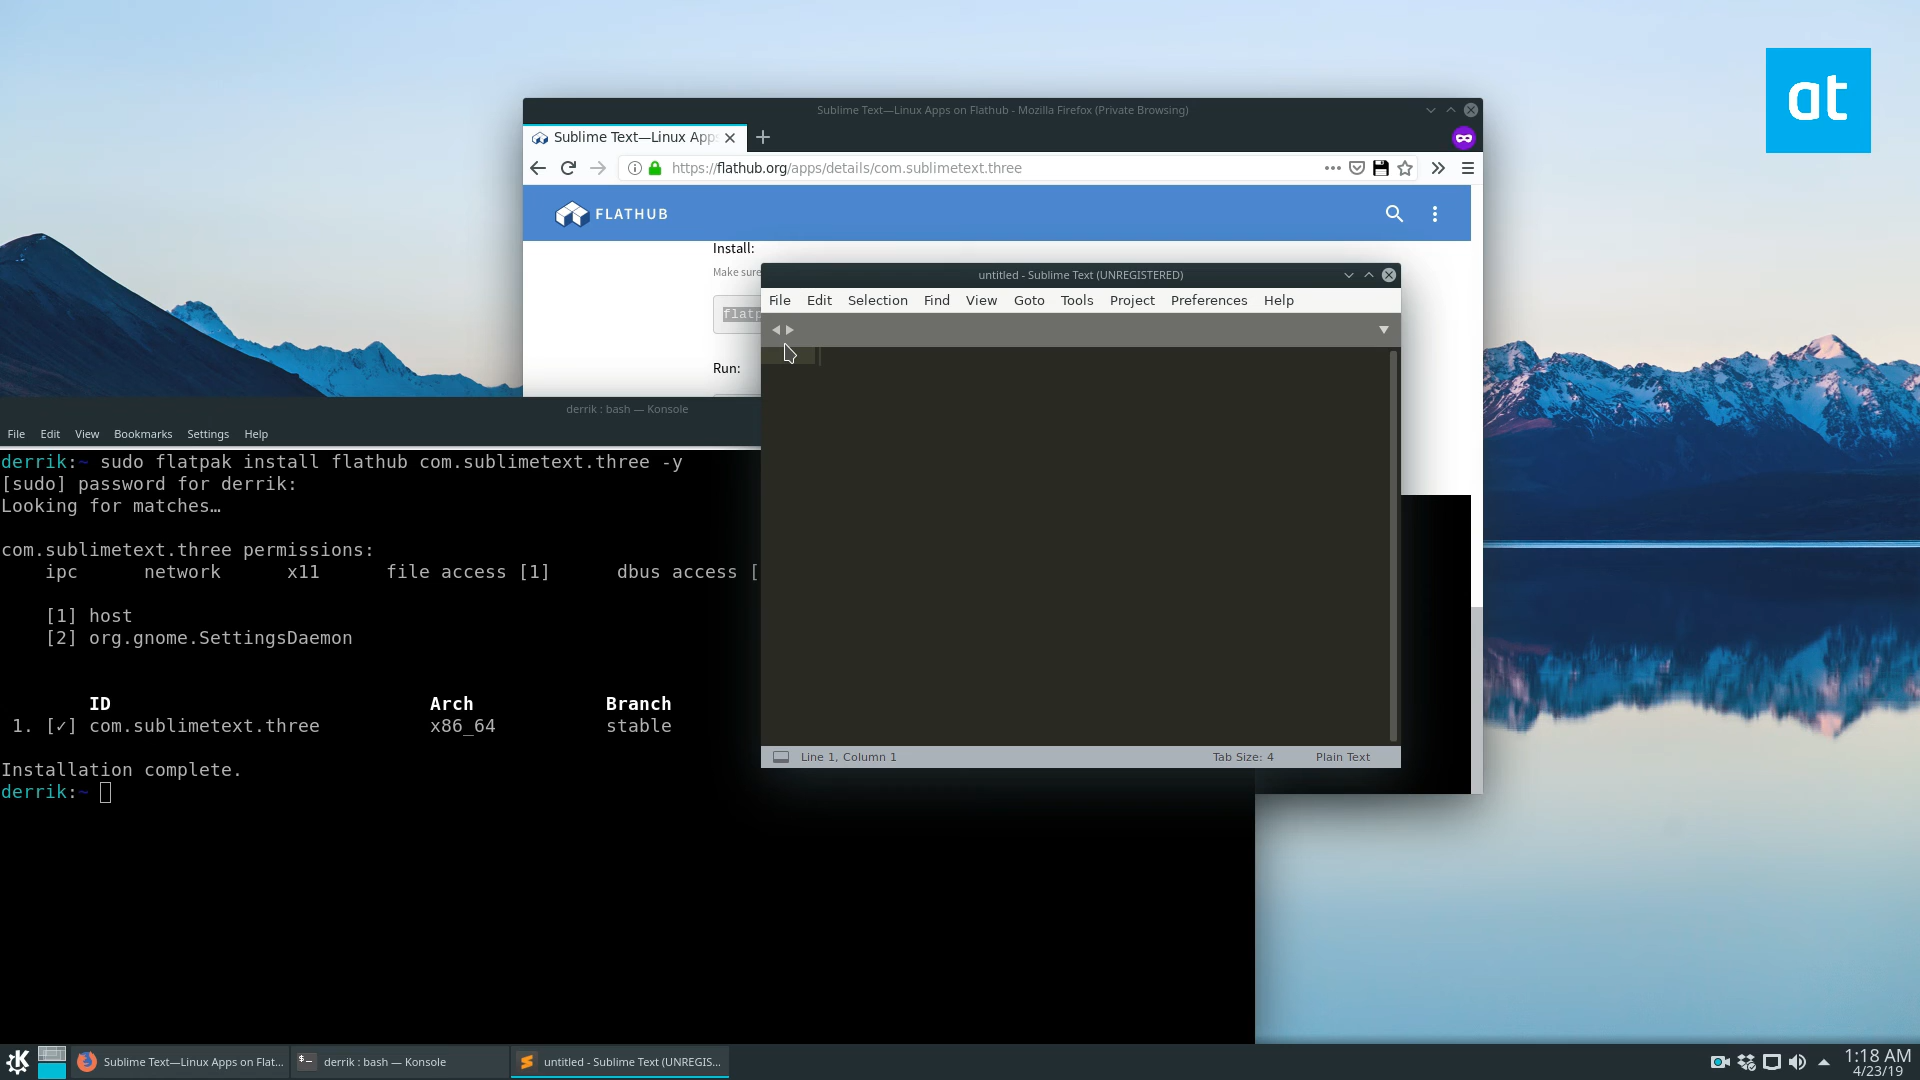 at
Sublime Text—Linux Apps on Flathub - Mozilla Firefox (Private Browsing)
Sublime Text—Linux App
https://flathub.org/apps/details/com.sublimetext.three
FLATHUB
Install:
Make sure
flatp
Run:
untitled - Sublime Text (UNREGISTERED)
File Edit Selection Find View Goto Tools Project Preferences Help
Line 1, Column 1
Tab Size: 4
Plain Text
derrik : bash — Konsole
File Edit View Bookmarks Settings Help
derrik:~ sudo flatpak install flathub com.sublimetext.three -y
[sudo] password for derrik:
Looking for matches…
com.sublimetext.three permissions:
ipc network x11 file access [1] dbus access [
[1] host
[2] org.gnome.SettingsDaemon
ID Arch Branch
1. [✓] com.sublimetext.three x86_64 stable
Installation complete.
derrik:~
Sublime Text—Linux Apps on Flat...
derrik : bash — Konsole
untitled - Sublime Text (UNREGIS...
1:18 AM
4/23/19